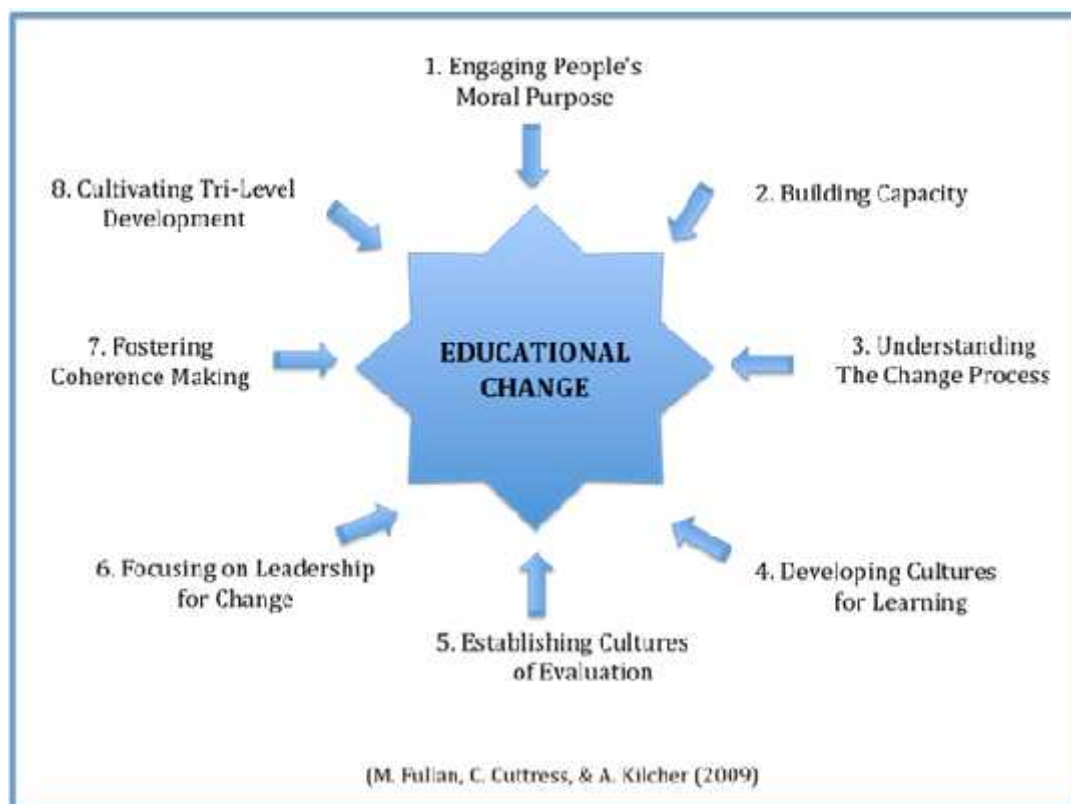 1. Engaging People's
Moral Purpose
2. Building Capacity
3. Understanding
The Change Process
4. Developing Cultures
for Learning
5. Establishing Cultures
of Evaluation
6. Focusing on Leadership
for Change
7. Fostering
Coherence Making
8. Cultivating Tri-Level
Development
EDUCATIONAL
CHANGE
(M. Fullan, C. Cuttress, & A. Kilcher (2009)